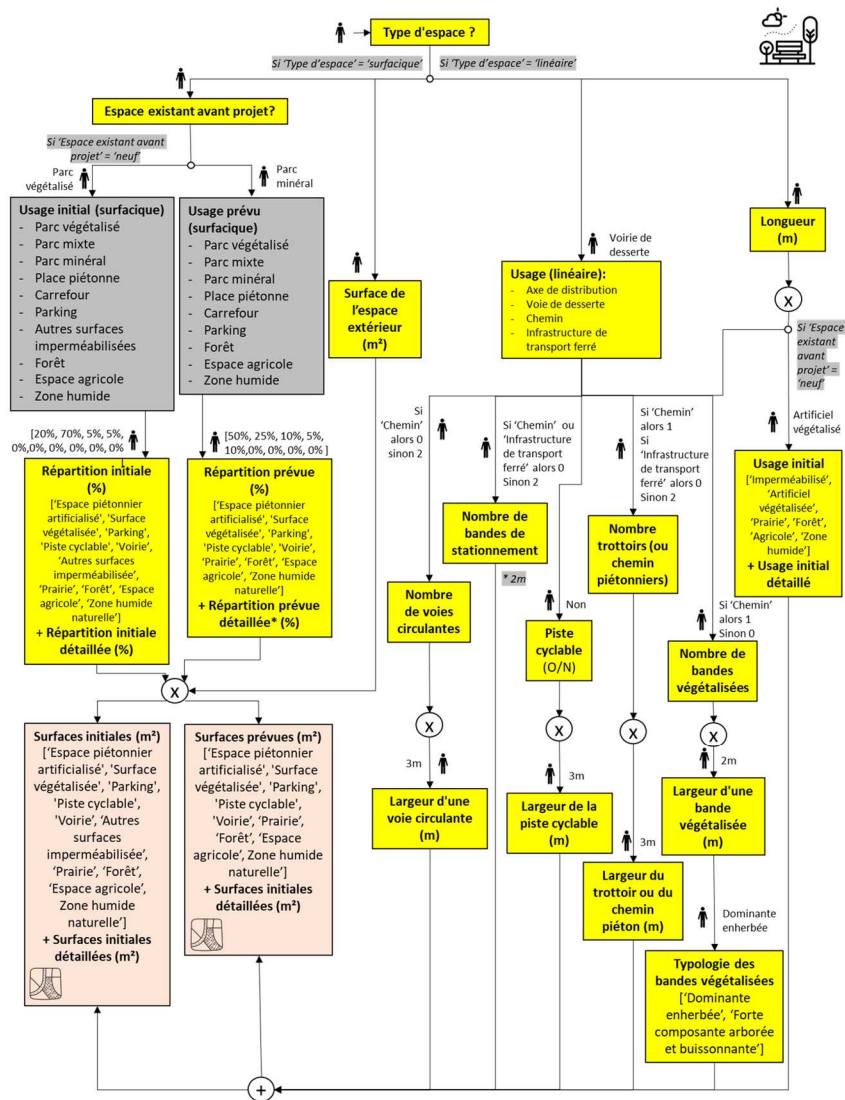 Type d'espace ?
Si 'Type d'espace' = 'surfacique'
Si 'Type d'espace' = 'linéaire'
Espace existant avant projet?
Si 'Espace existant avant
projet' = 'neuf'
Parc
végétalisé
Parc
minéral
Usage initial (surfacique)
- Parc végétalisé
- Parc mixte
- Parc minéral
- Place piétonne
- Carrefour
- Parking
- Autres surfaces
imperméabilisées
- Forêt
- Espace agricole
- Zone humide
Usage prévu
(surfacique)
- Parc végétalisé
- Parc mixte
- Parc minéral
- Place piétonne
- Carrefour
- Parking
- Forêt
- Espace agricole
- Zone humide
Surface de
l'espace
extérieur
(m²)
Voirie de
desserte
Usage (linéaire):
- Axe de distribution
- Voie de desserte
- Chemin
- Infrastructure de
transport ferré
Longueur
(m)
X
Si 'Espace
existant
avant
projet' =
'neuf'
Artificiel
végétalisé
Usage initial
['Imperméabilisé',
'Artificiel
végétalisée',
'Prairie', 'Forêt',
'Agricole', 'Zone
humide']
+ Usage initial
détaillé
[20%, 70%, 5%, 5%,
0%,0%, 0%, 0%, 0%, 0%]
Répartition initiale
(%)
['Espace piétonnier
artificialisé', 'Surface
végétalisée', 'Parking',
'Piste cyclable', 'Voirie',
'Autres surfaces
imperméabilisée',
'Prairie', 'Forêt', 'Espace
agricole', 'Zone humide
naturelle']
+ Répartition initiale
détaillée (%)
[50%, 25%, 10%, 5%,
10%,0%, 0%, 0%, 0% ]
Répartition prévue
(%)
['Espace piétonnier
artificialisé', 'Surface
végétalisée', 'Parking',
'Piste cyclable', 'Voirie',
'Prairie', 'Forêt', 'Espace
agricole', 'Zone humide
naturelle']
+ Répartition prévue
détaillée* (%)
X
Si
'Chemin'
alors 0
sinon 2
Nombre de
voies
circulantes
X
3m
Largeur d'une
voie circulante
(m)
Si 'Chemin' ou
'Infrastructure
de transport
ferré' alors 0
Sinon 2
Nombre de
bandes de
stationnement
* 2m
Non
Piste
cyclable
(O/N)
X
3m
Largeur de la
piste cyclable
(m)
Si 'Chemin'
alors 1
Si
'Infrastructure
de transport
ferré' alors 0
Sinon 2
Nombre
trottoirs (ou
chemin
piétonniers)
X
3m
Largeur du
trottoir ou du
chemin
piéton (m)
Si 'Chemin'
alors 1
Sinon 0
Nombre de
bandes
végétalisées
X
2m
Largeur d'une
bande
végétalisée
(m)
Dominante
enherbée
Typologie des
bandes végétalisées
['Dominante
enherbée', 'Forte
composante arborée
et buissonnante']
Surfaces initiales (m²)
['Espace piétonnier
artificialisé', 'Surface
végétalisée', 'Parking',
'Piste cyclable',
'Voirie', 'Autres
surfaces
imperméabilisée',
'Prairie', 'Forêt',
'Espace agricole',
Zone humide
naturelle']
+ Surfaces initiales
détaillées (m²)
Surfaces prévues (m²)
['Espace piétonnier
artificialisé', 'Surface
végétalisée', 'Parking',
'Piste cyclable',
'Voirie', 'Prairie',
'Forêt', 'Espace
agricole', Zone humide
naturelle']
+ Surfaces initiales
détaillées (m²)
+